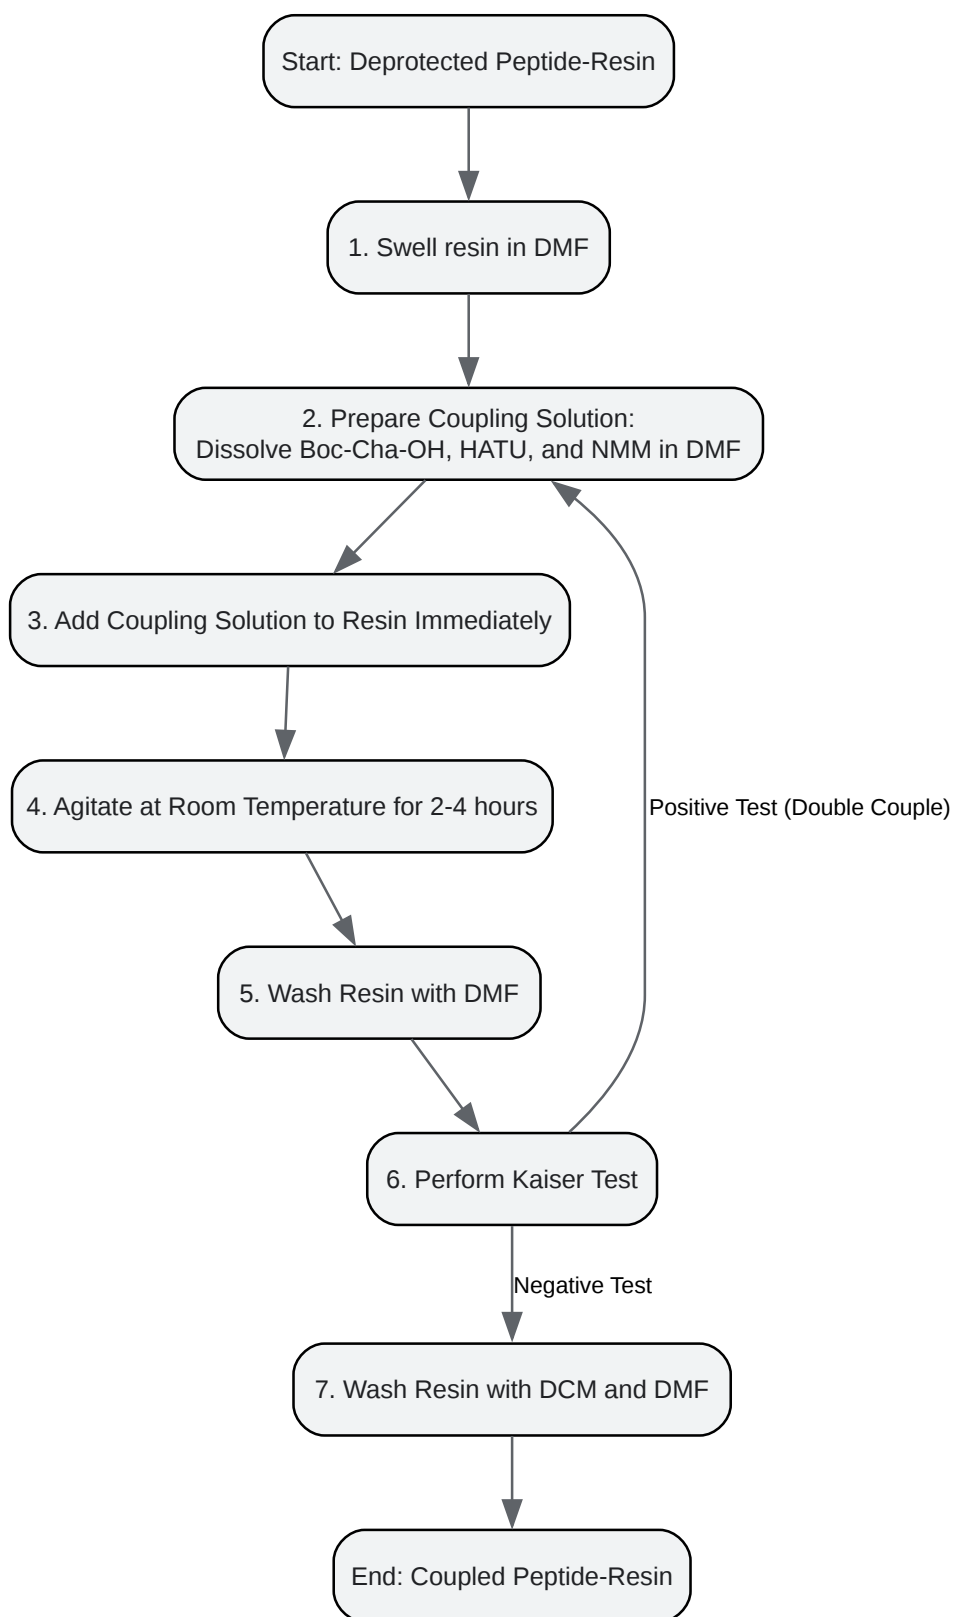 Start: Deprotected Peptide-Resin
1. Swell resin in DMF
2. Prepare Coupling Solution:
Dissolve Boc-Cha-OH, HATU, and NMM in DMF
3. Add Coupling Solution to Resin Immediately
4. Agitate at Room Temperature for 2-4 hours
Positive Test (Double Couple)
5. Wash Resin with DMF
6. Perform Kaiser Test
Negative Test
7. Wash Resin with DCM and DMF
End: Coupled Peptide-Resin